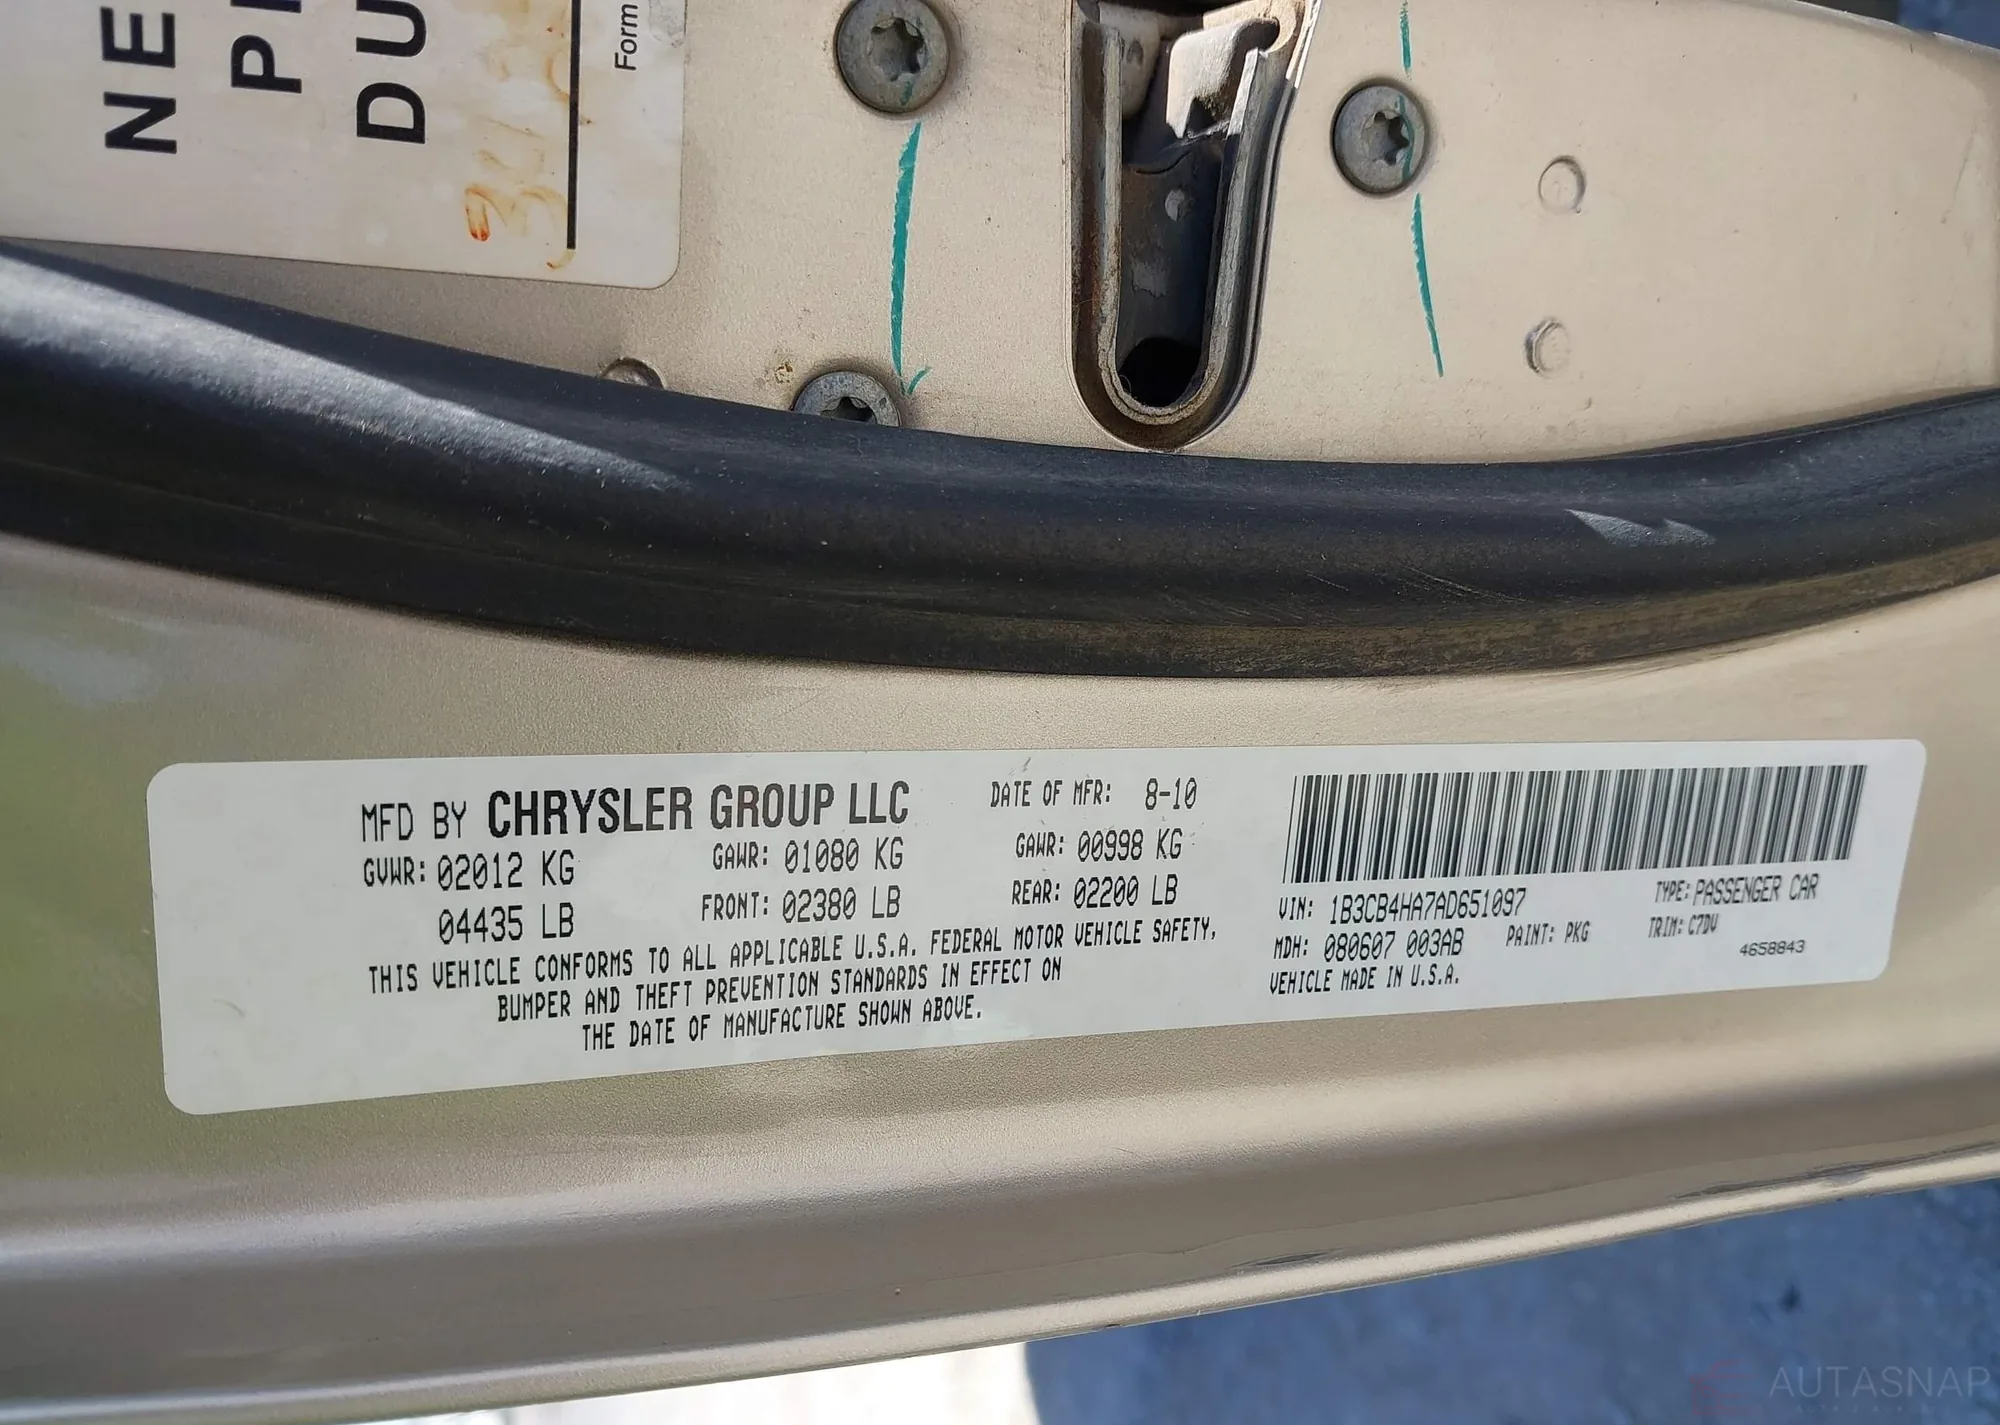 NE
PI
DU
Form
MFD BY CHRYSLER GROUP LLC
DATE OF MFR: 8-10
GVWR: 02012 KG
GAWR: 01080 KG
GAWR: 00998 KG
04435 LB
FRONT: 02380 LB
REAR: 02200 LB
THIS VEHICLE CONFORMS TO ALL APPLICABLE U.S.A. FEDERAL MOTOR VEHICLE SAFETY,
BUMPER AND THEFT PREVENTION STANDARDS IN EFFECT ON
THE DATE OF MANUFACTURE SHOWN ABOVE.
VIN: 1B3CB4HA7AD651097
TYPE: PASSENGER CAR
MDH: 080607 003AB
PAINT: PKG
TRIM: C7DV
VEHICLE MADE IN U.S.A.
4658843
AUTASNAP